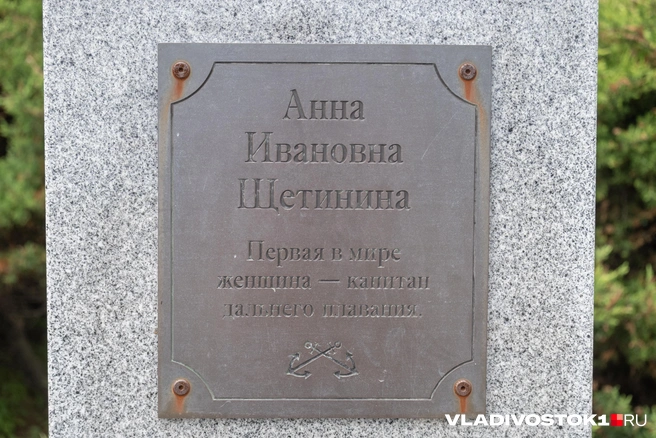 Анна
Ивановна
Щетинина
Первая в мире
женщина — капитан
дальнего плавания.
VLADIVOSTOK1.RU